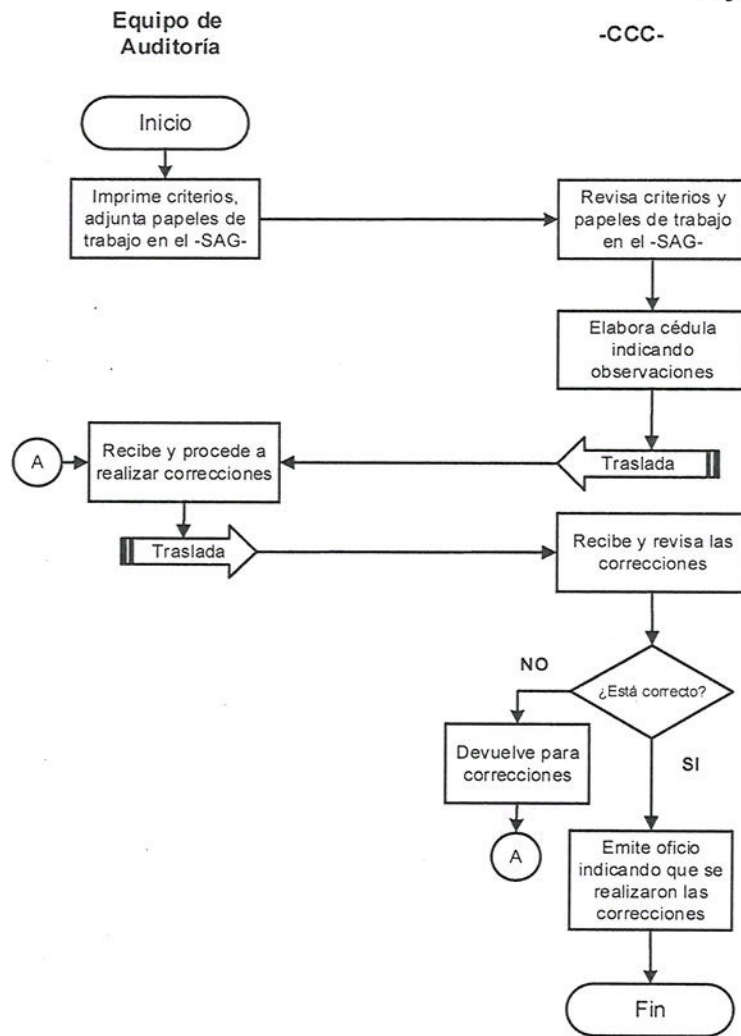 Equipo de
Auditoría
-CCC-
Inicio
Imprime criterios,
adjunta papeles de
trabajo en el -SAG-
Revisa criterios y
papeles de trabajo
en el -SAG-
Elabora cédula
indicando
observaciones
A
Recibe y procede a
realizar correcciones
Traslada
Traslada
Recibe y revisa las
correcciones
NO
¿Está correcto?
Devuelve para
correcciones
SI
A
Emite oficio
indicando que se
realizaron las
correcciones
Fin